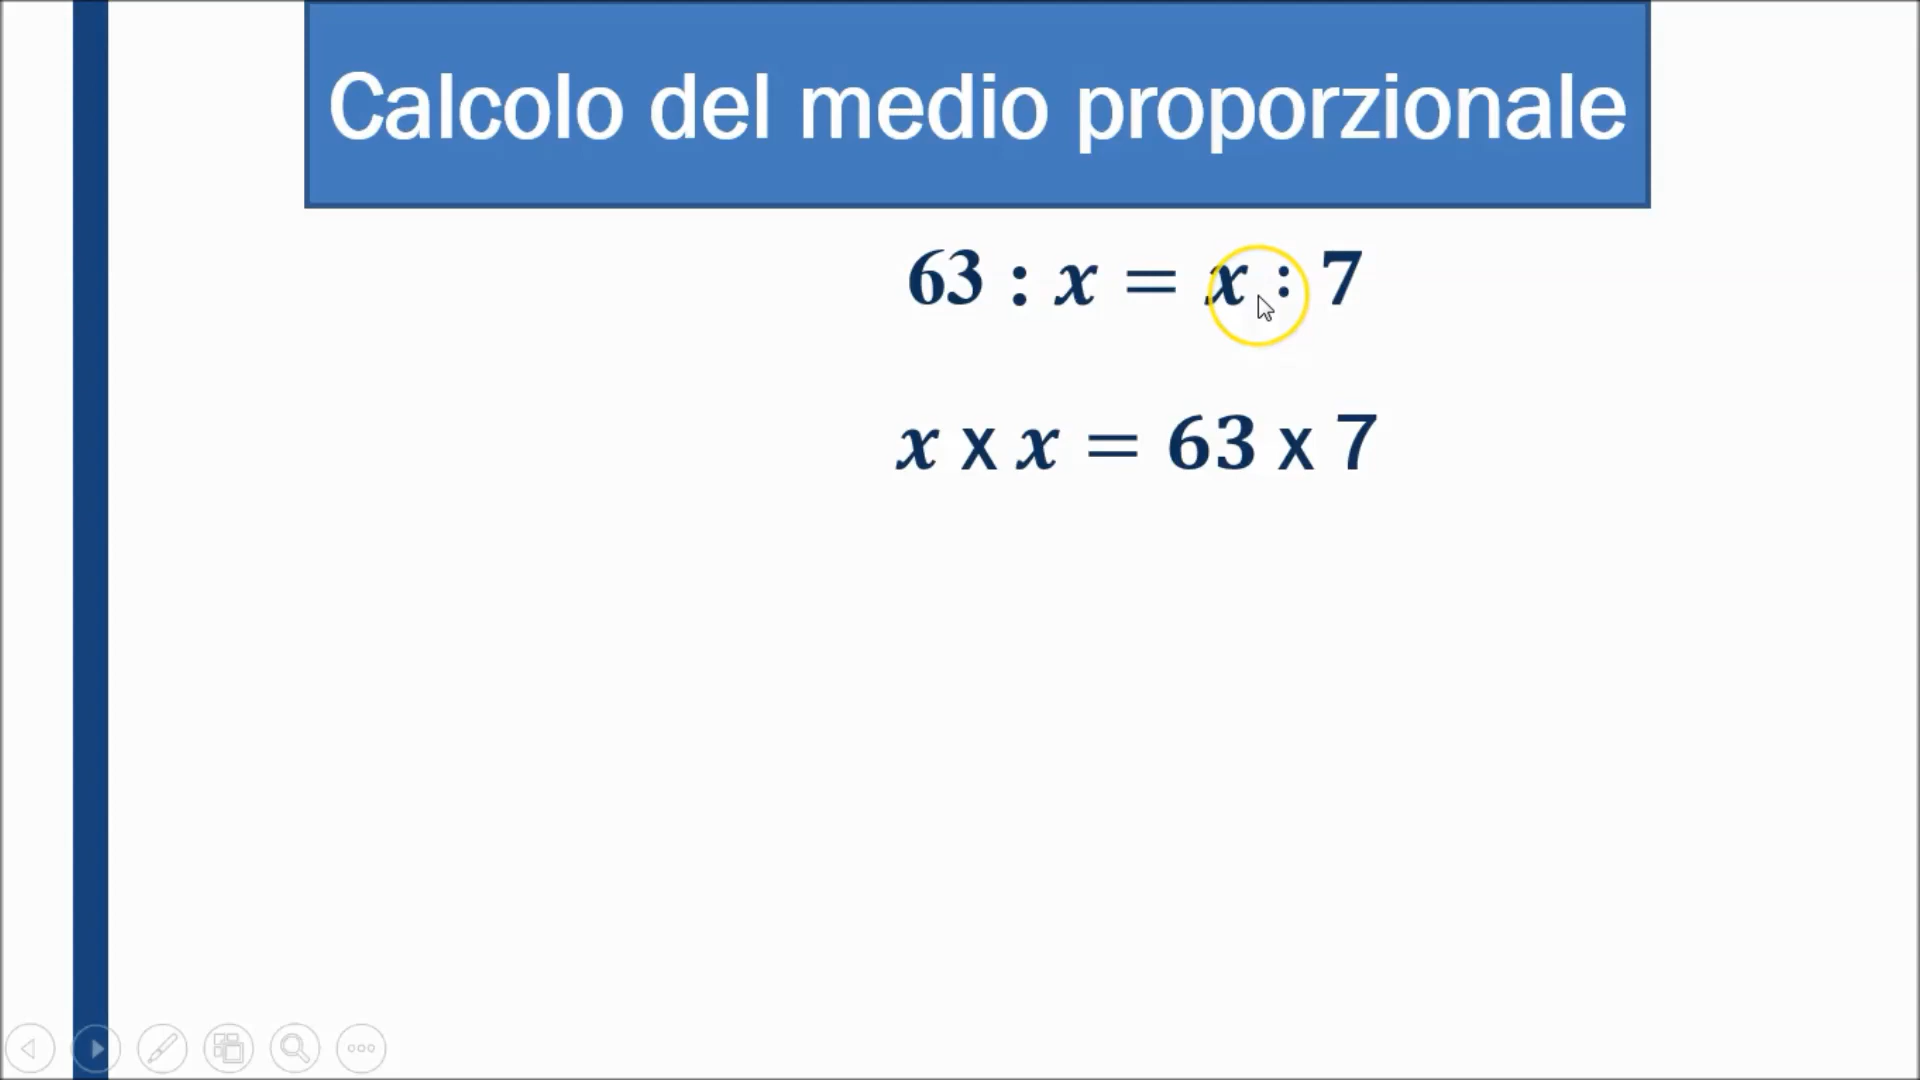 Calcolo del medio proporzionale
63 : x = x : 7
x x x = 63 x 7